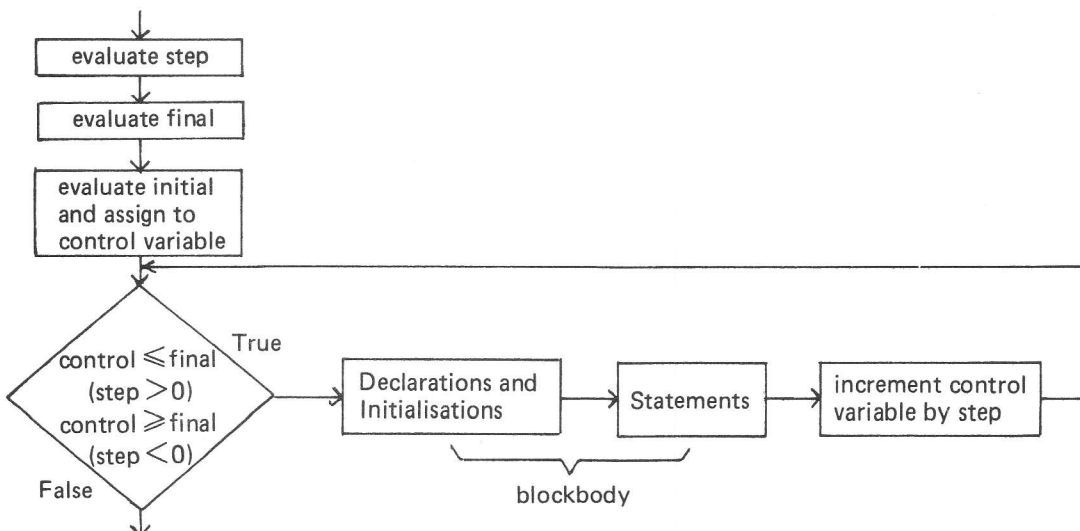 evaluate step
evaluate final
evaluate initial
and assign to
control variable
True
control ⩽ final
(step > 0)
control ⩾ final
(step < 0)
False
Declarations and
Initialisations
Statements
increment control
variable by step
blockbody